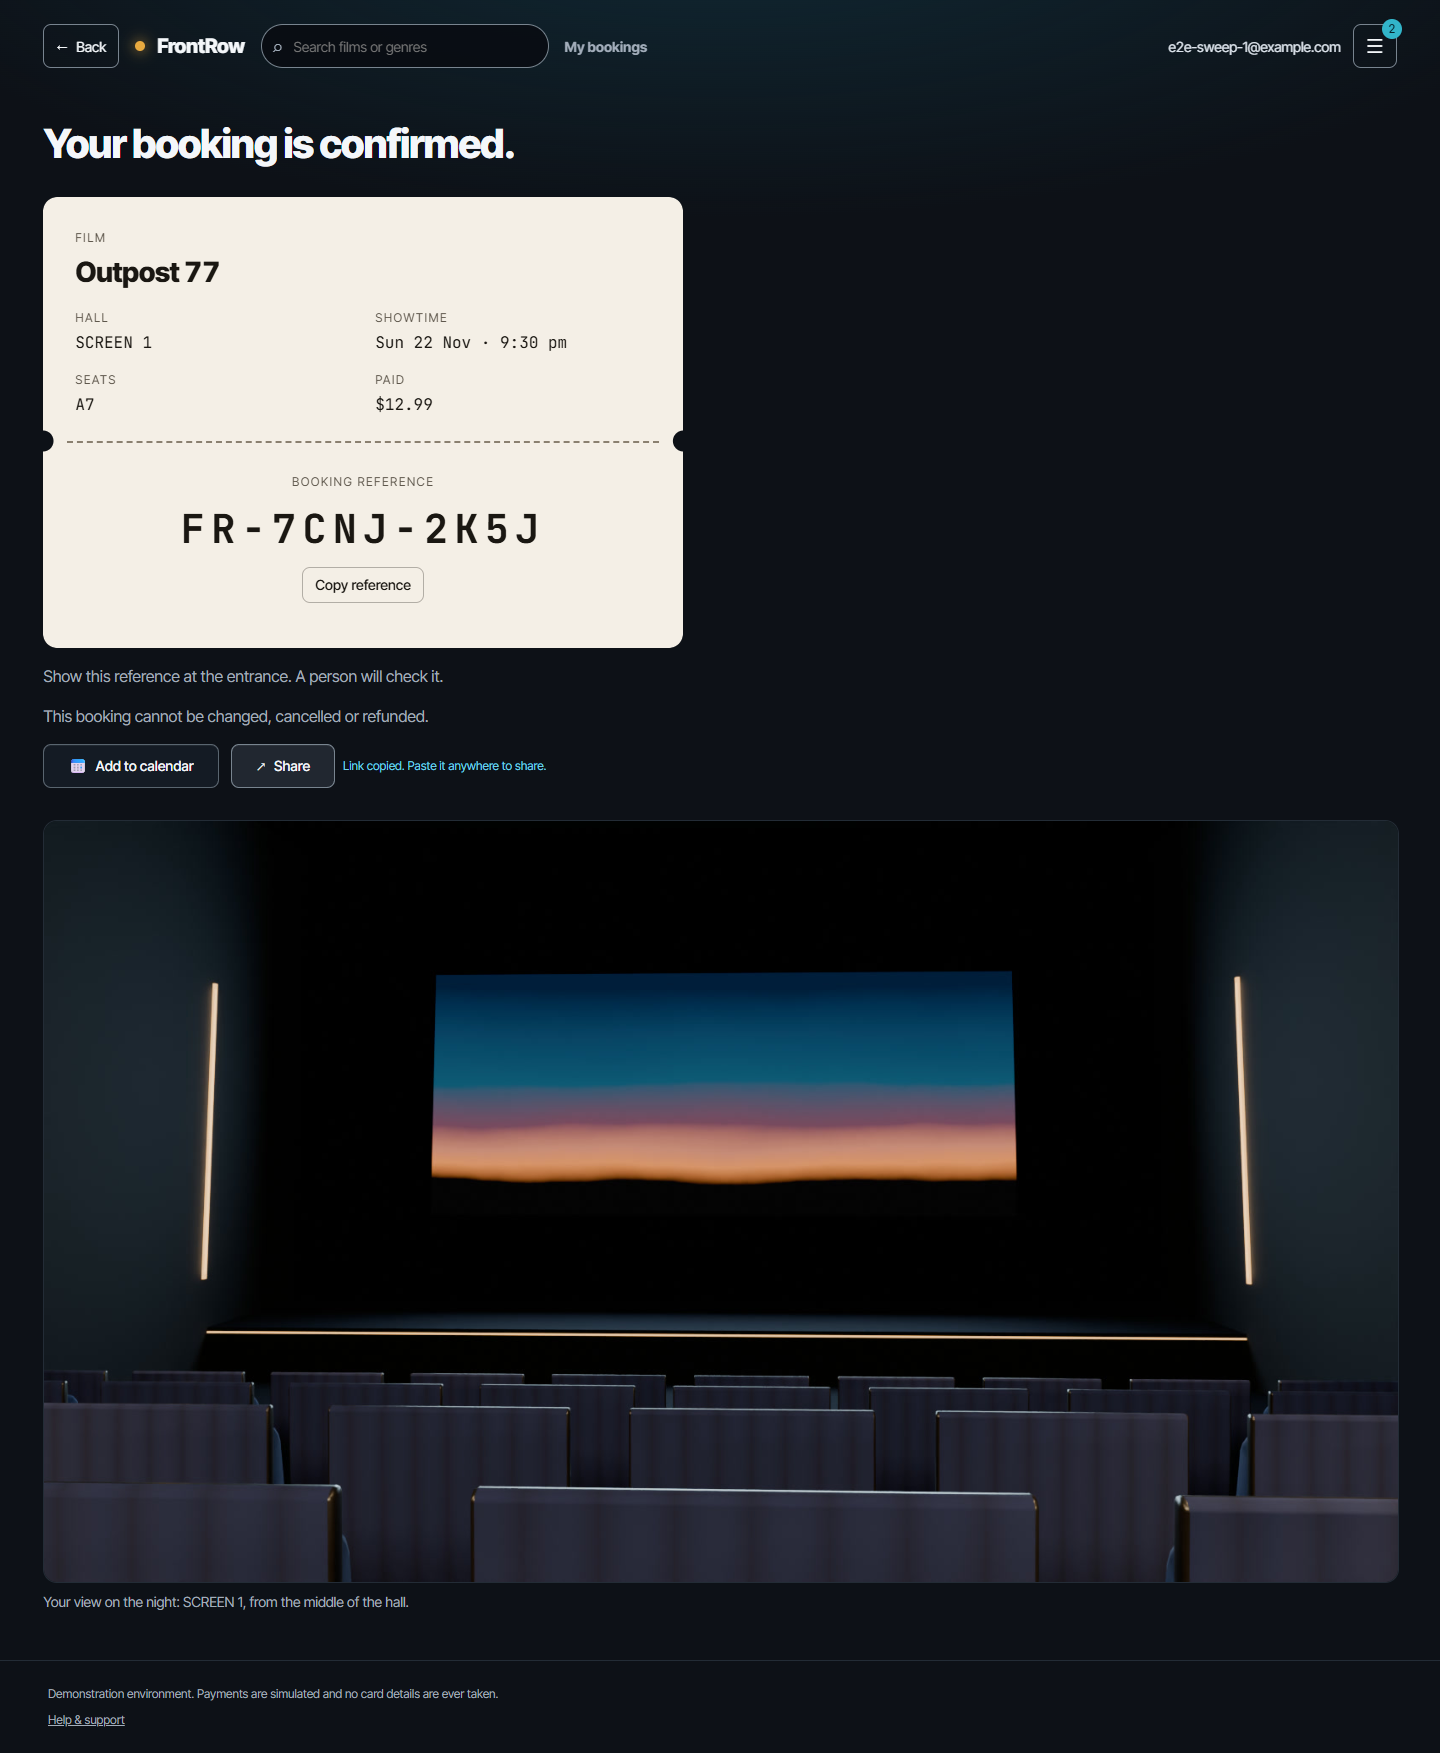 ← Back
FrontRow
Search films or genres
My bookings
e2e-sweep-1@example.com
2
Your booking is confirmed.
FILM
Outpost 77
HALL
SHOWTIME
SCREEN 1
Sun 22 Nov · 9:30 pm
SEATS
PAID
A7
$12.99
BOOKING REFERENCE
FR-7CNJ-2K5J
Copy reference
Show this reference at the entrance. A person will check it.
This booking cannot be changed, cancelled or refunded.
Add to calendar
↗ Share
Link copied. Paste it anywhere to share.
Your view on the night: SCREEN 1, from the middle of the hall.
Demonstration environment. Payments are simulated and no card details are ever taken.
Help & support